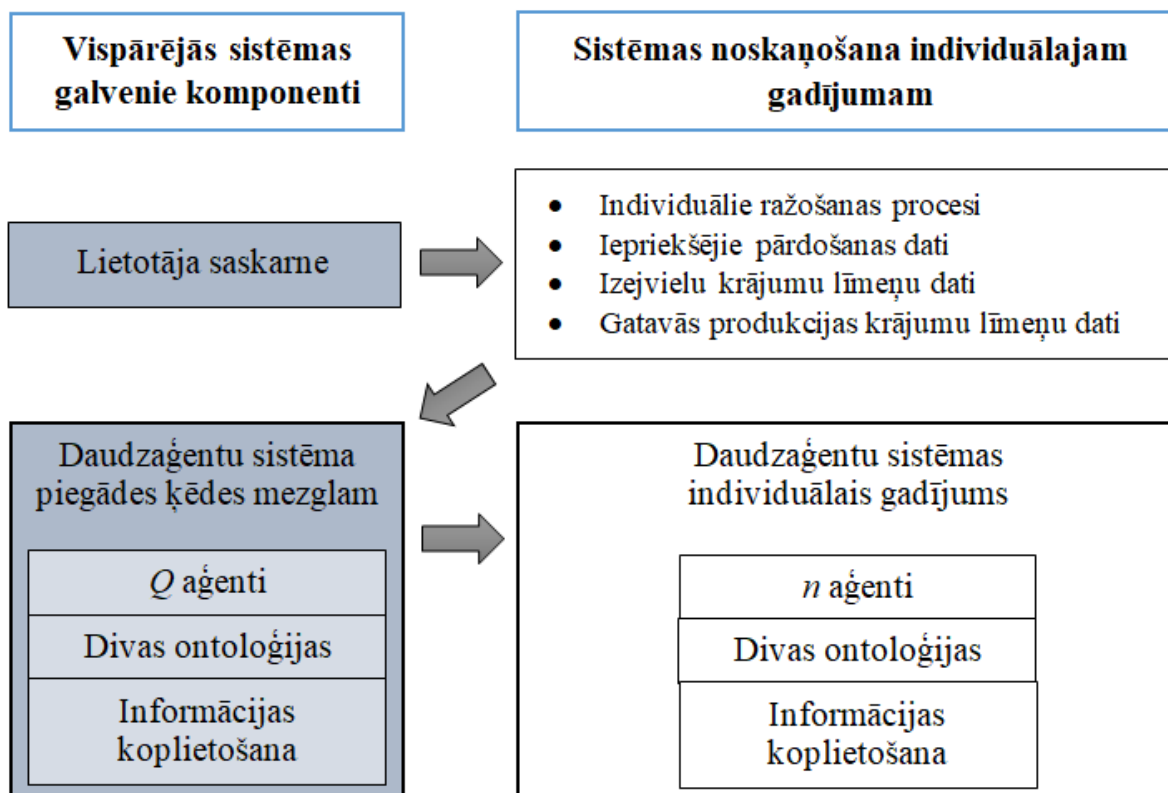 Vispārējās sistēmas
galvenie komponenti
Sistēmas noskaņošana individuālajam
gadījumam
Lietotāja saskarne
• Individuālie ražošanas procesi
• Iepriekšējie pārdošanas dati
• Izejvielu krājumu līmeņu dati
• Gatavās produkcijas krājumu līmeņu dati
Daudzaģentu sistēma
piegādes ķēdes mezglam
Q aģenti
Divas ontoloģijas
Informācijas
koplietošana
Daudzaģentu sistēmas
individuālais gadījums
n aģenti
Divas ontoloģijas
Informācijas
koplietošana